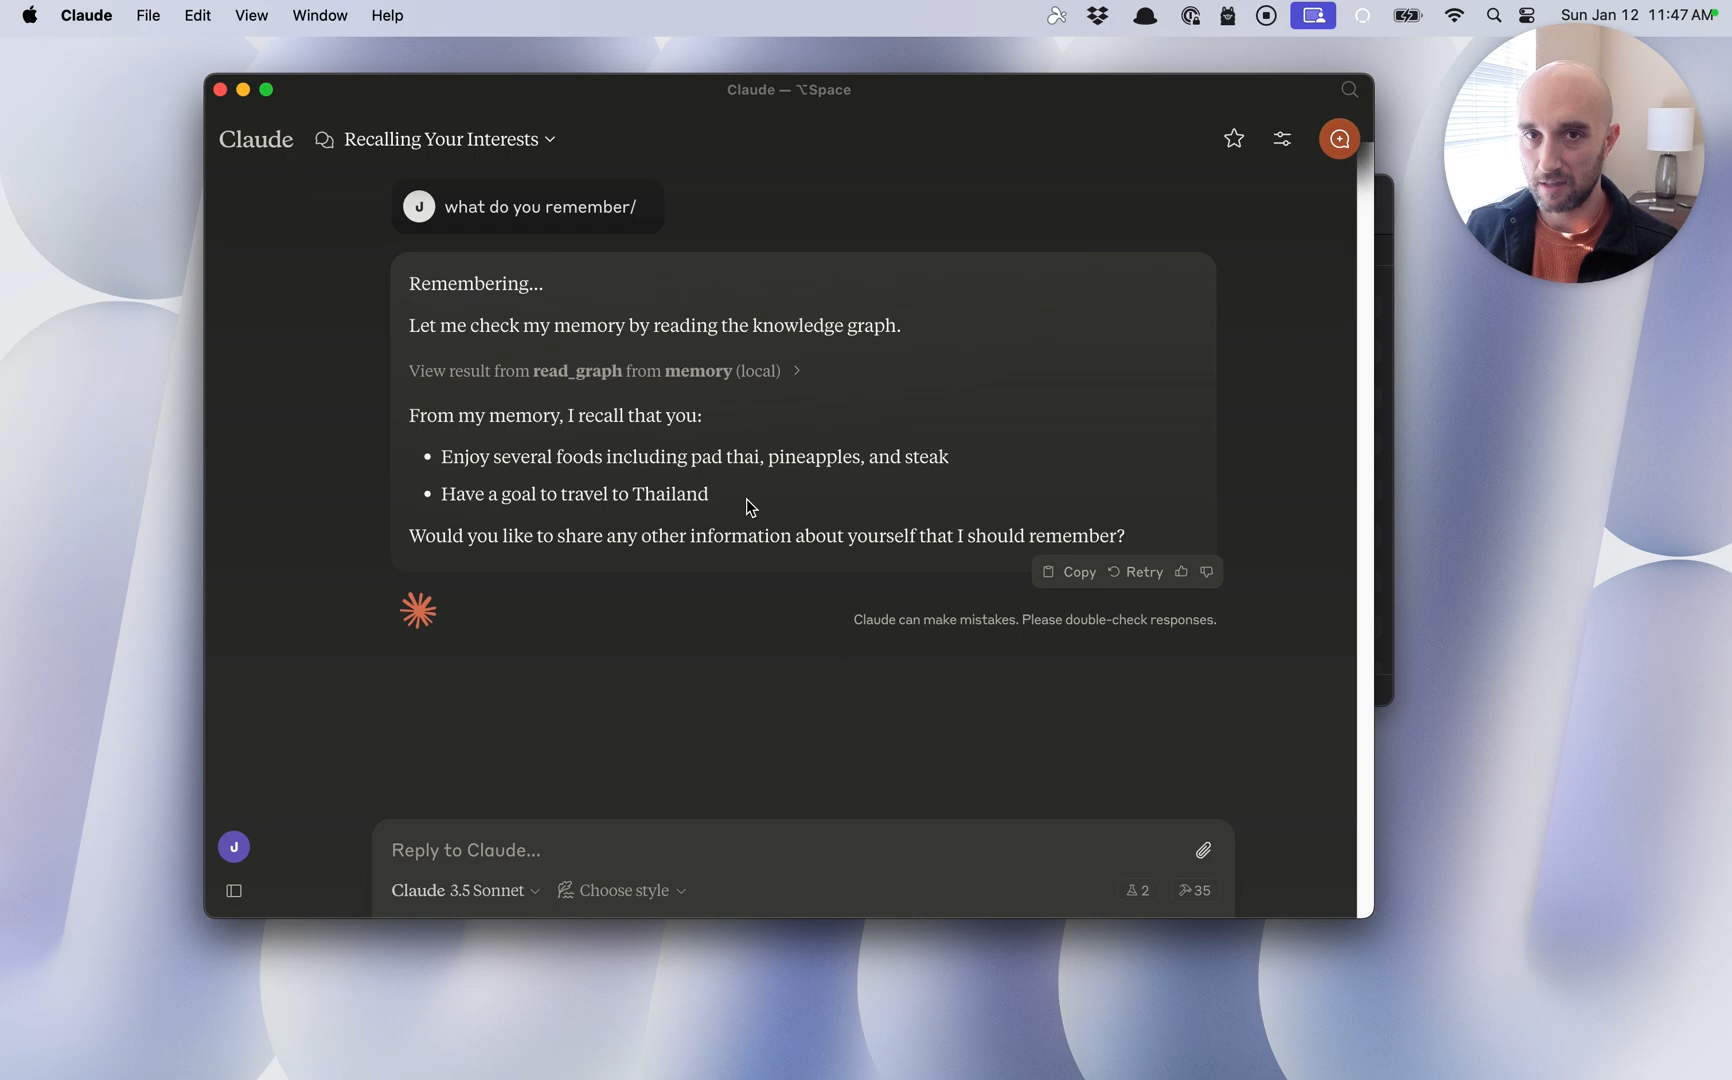 Claude File Edit View Window Help Sun Jan 12 11:47 AM
Claude — ⌥Space
Claude Recalling Your Interests
J what do you remember/
Remembering...
Let me check my memory by reading the knowledge graph.
View result from read_graph from memory (local)
From my memory, I recall that you:
• Enjoy several foods including pad thai, pineapples, and steak
• Have a goal to travel to Thailand
Would you like to share any other information about yourself that I should remember?
Copy Retry
Claude can make mistakes. Please double-check responses.
J
Reply to Claude...
Claude 3.5 Sonnet Choose style 2 35